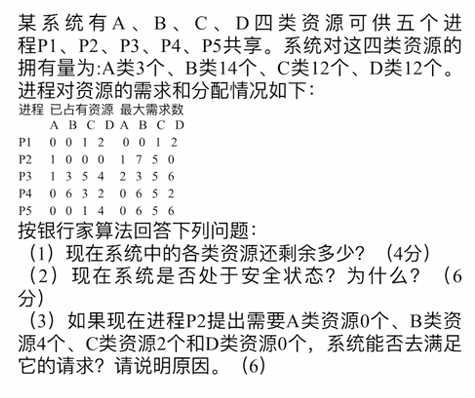 某系统有A、B、C、D四类资源可供五个进
程P1、P2、P3、P4、P5共享。系统对这四类资源的
拥有量为:A类3个、B类14个、C类12个、D类12个。
进程对资源的需求和分配情况如下：
进程 已占有资源 最大需求数
A B C D A B C D
P1 0 0 1 2 0 0 1 2
P2 1 0 0 0 1 7 5 0
P3 1 3 5 4 2 3 5 6
P4 0 6 3 2 0 6 5 2
P5 0 0 1 4 0 6 5 6
按银行家算法回答下列问题：
（1）现在系统中的各类资源还剩余多少？（4分）
（2）现在系统是否处于安全状态？为什么？（6
分）
（3）如果现在进程P2提出需要A类资源0个、B类资
源4个、C类资源2个和D类资源0个，系统能否去满足
它的请求？请说明原因。（6）